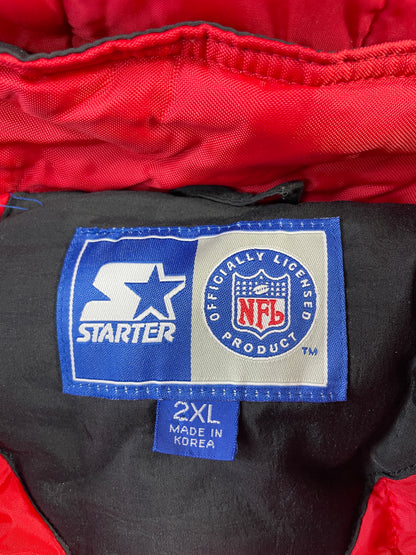 STARTER
OFFICIALLY LICENSED
NFL
PRODUCT
TM
2XL
MADE IN
KOREA